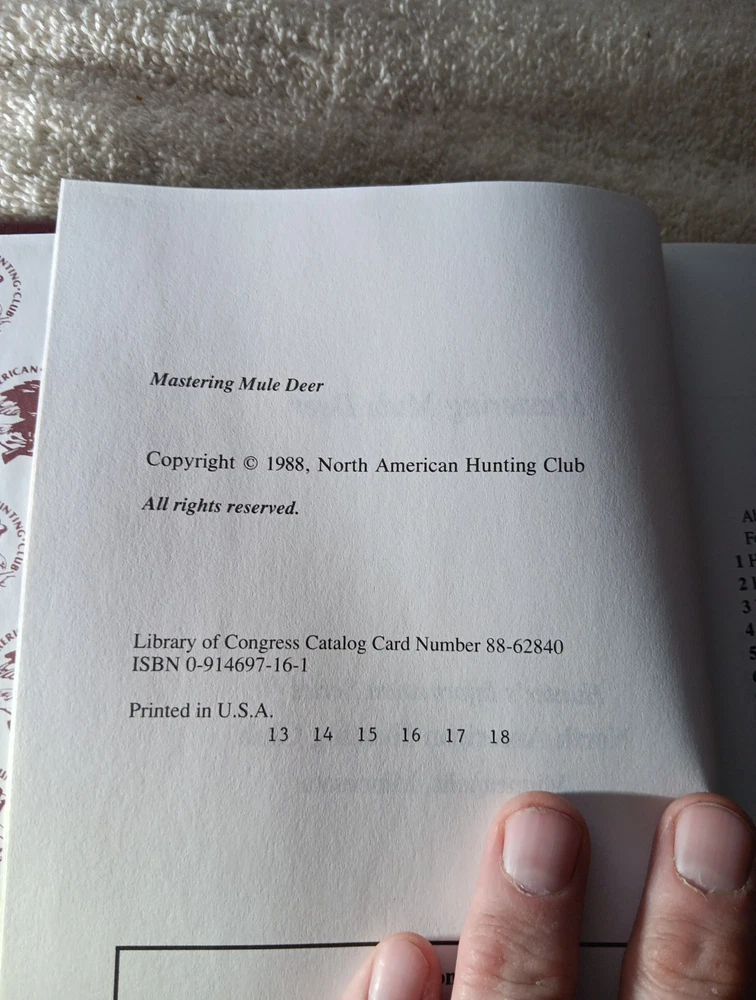 Mastering Mule Deer
Copyright © 1988, North American Hunting Club
All rights reserved.
Library of Congress Catalog Card Number 88-62840
ISBN 0-914697-16-1
Printed in U.S.A.
13 14 15 16 17 18